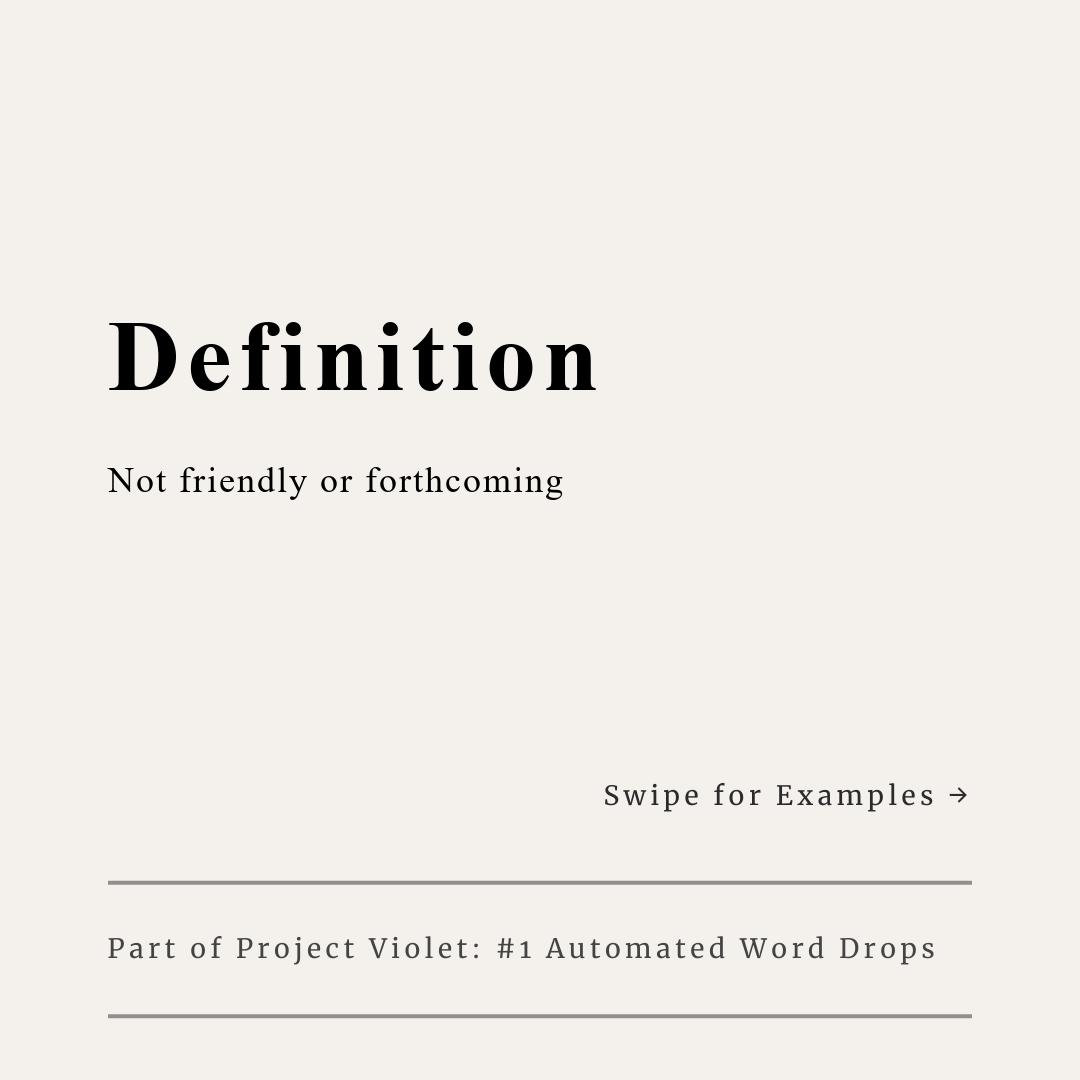 Definition
Not friendly or forthcoming
Swipe for Examples →
Part of Project Violet: #1 Automated Word Drops